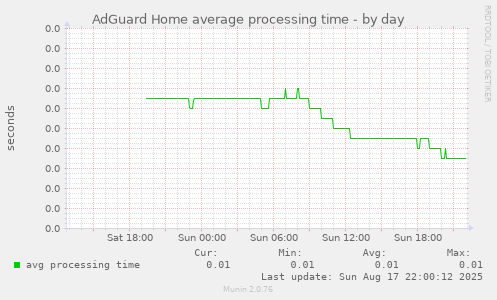 AdGuard Home average processing time - by day
RRDTOOL / TOBI OETIKER
seconds
0.0
0.0
0.0
0.0
0.0
0.0
0.0
0.0
0.0
0.0
0.0
Sat 18:00 Sun 00:00 Sun 06:00 Sun 12:00 Sun 18:00
Cur: Min: Avg: Max:
avg processing time 0.01 0.01 0.01 0.01
Last update: Sun Aug 17 22:00:12 2025
Munin 2.0.76